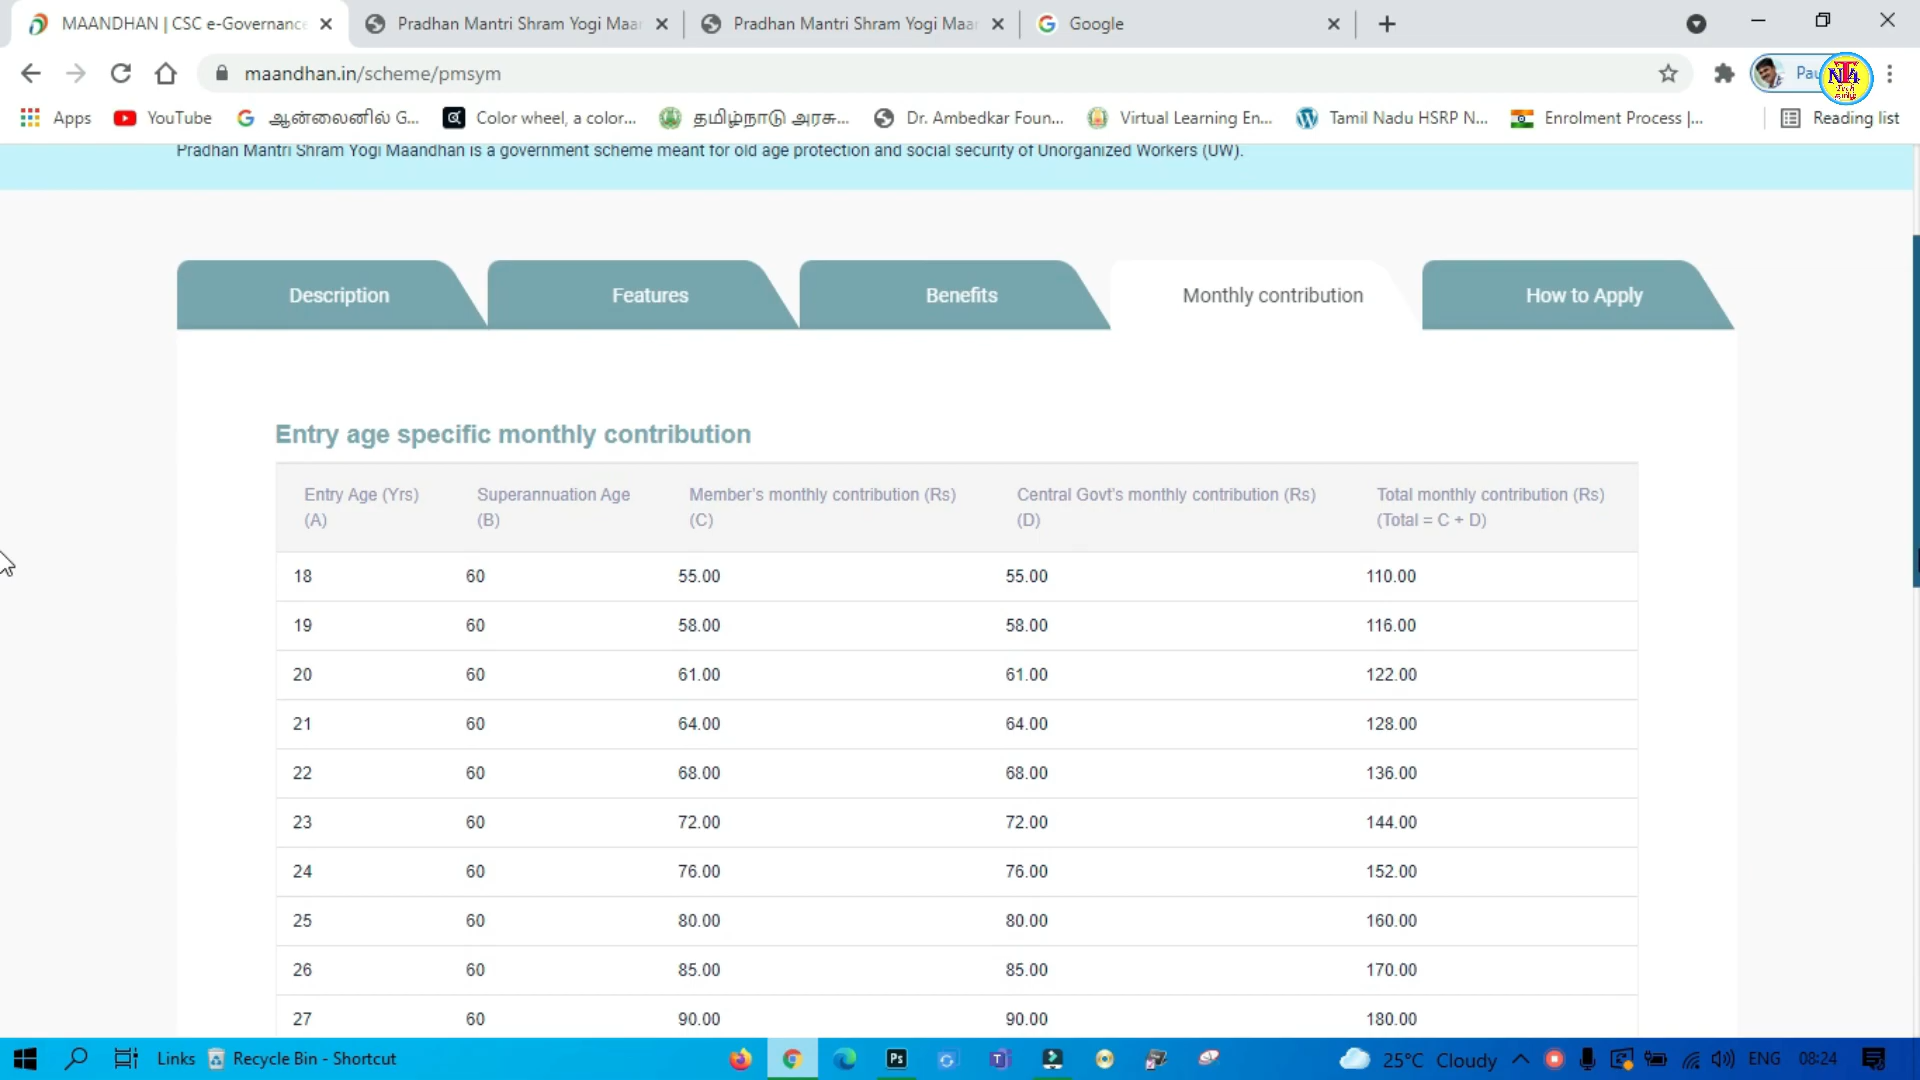 MAANDHAN | CSC e-Governance
Pradhan Mantri Shram Yogi Maan
Pradhan Mantri Shram Yogi Maan
Google
maandhan.in/scheme/pmsym
Pau
NTA
Tech
தமிழ்
Apps
YouTube
ஆன்லைனில் G...
Color wheel, a color...
தமிழ்நாடு அரசு...
Dr. Ambedkar Foun...
Virtual Learning En...
Tamil Nadu HSRP N...
Enrolment Process |...
Reading list
Pradhan Mantri Shram Yogi Maandhan is a government scheme meant for old age protection and social security of Unorganized Workers (UW).
Description
Features
Benefits
Monthly contribution
How to Apply
Entry age specific monthly contribution
Entry Age (Yrs) (A) Superannuation Age (B) Member's monthly contribution (Rs) (C) Central Govt's monthly contribution (Rs) (D) Total monthly contribution (Rs) (Total = C + D)
18 60 55.00 55.00 110.00
19 60 58.00 58.00 116.00
20 60 61.00 61.00 122.00
21 60 64.00 64.00 128.00
22 60 68.00 68.00 136.00
23 60 72.00 72.00 144.00
24 60 76.00 76.00 152.00
25 60 80.00 80.00 160.00
26 60 85.00 85.00 170.00
27 60 90.00 90.00 180.00
Links
Recycle Bin - Shortcut
Ps
25°C Cloudy
ENG
08:24